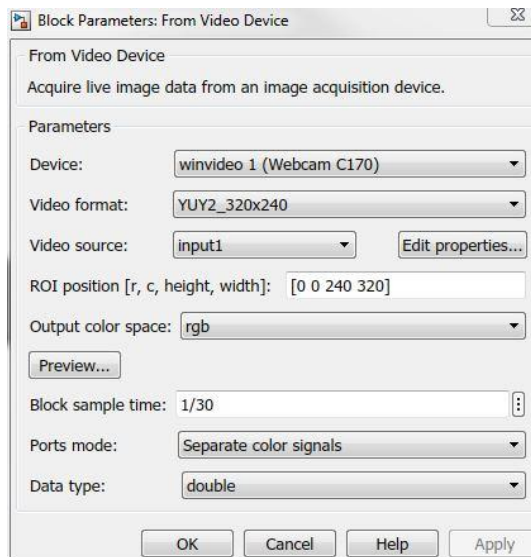 Block Parameters: From Video Device
From Video Device
Acquire live image data from an image acquisition device.
Parameters
Device: winvideo 1 (Webcam C170)
Video format: YUY2_320x240
Video source: input1 Edit properties...
ROI position [r, c, height, width]: [0 0 240 320]
Output color space: rgb
Preview...
Block sample time: 1/30
Ports mode: Separate color signals
Data type: double
OK Cancel Help Apply